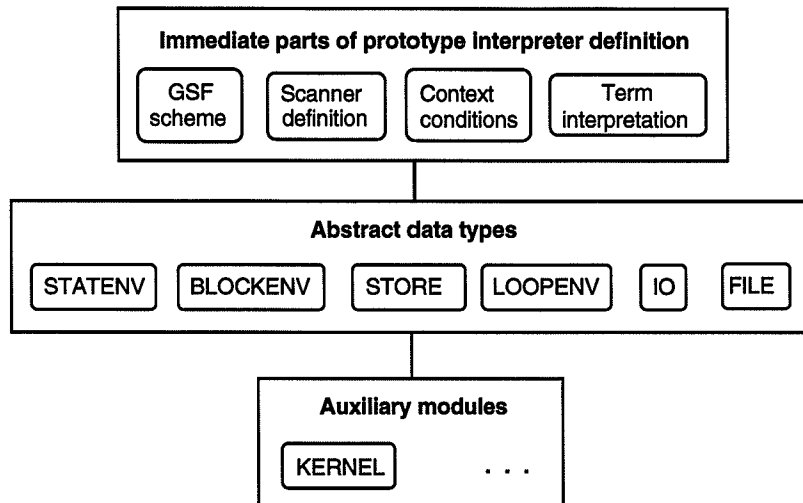 Immediate parts of prototype interpreter definition
GSF scheme
Scanner definition
Context conditions
Term interpretation
Abstract data types
STATENV BLOCKENV STORE LOOPENV IO FILE
Auxiliary modules
KERNEL . . .